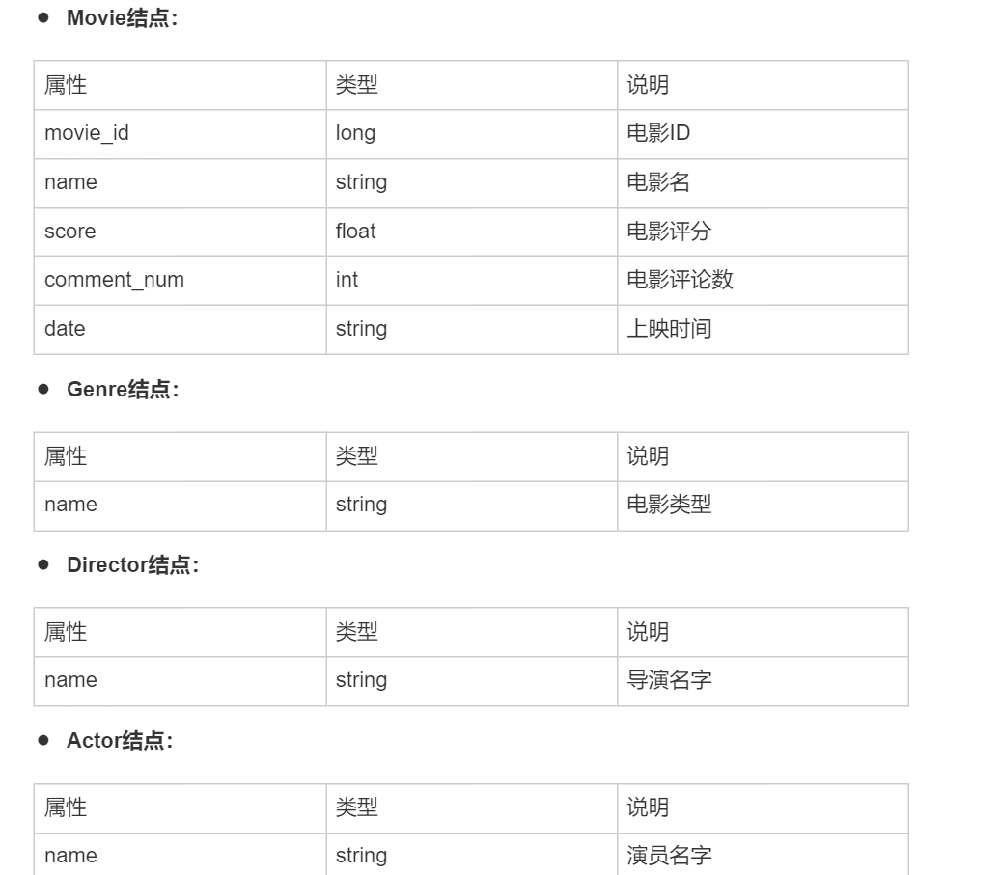 Movie结点：
属性 类型 说明
movie_id long 电影ID
name string 电影名
score float 电影评分
comment_num int 电影评论数
date string 上映时间
Genre结点：
属性 类型 说明
name string 电影类型
Director结点：
属性 类型 说明
name string 导演名字
Actor结点：
属性 类型 说明
name string 演员名字